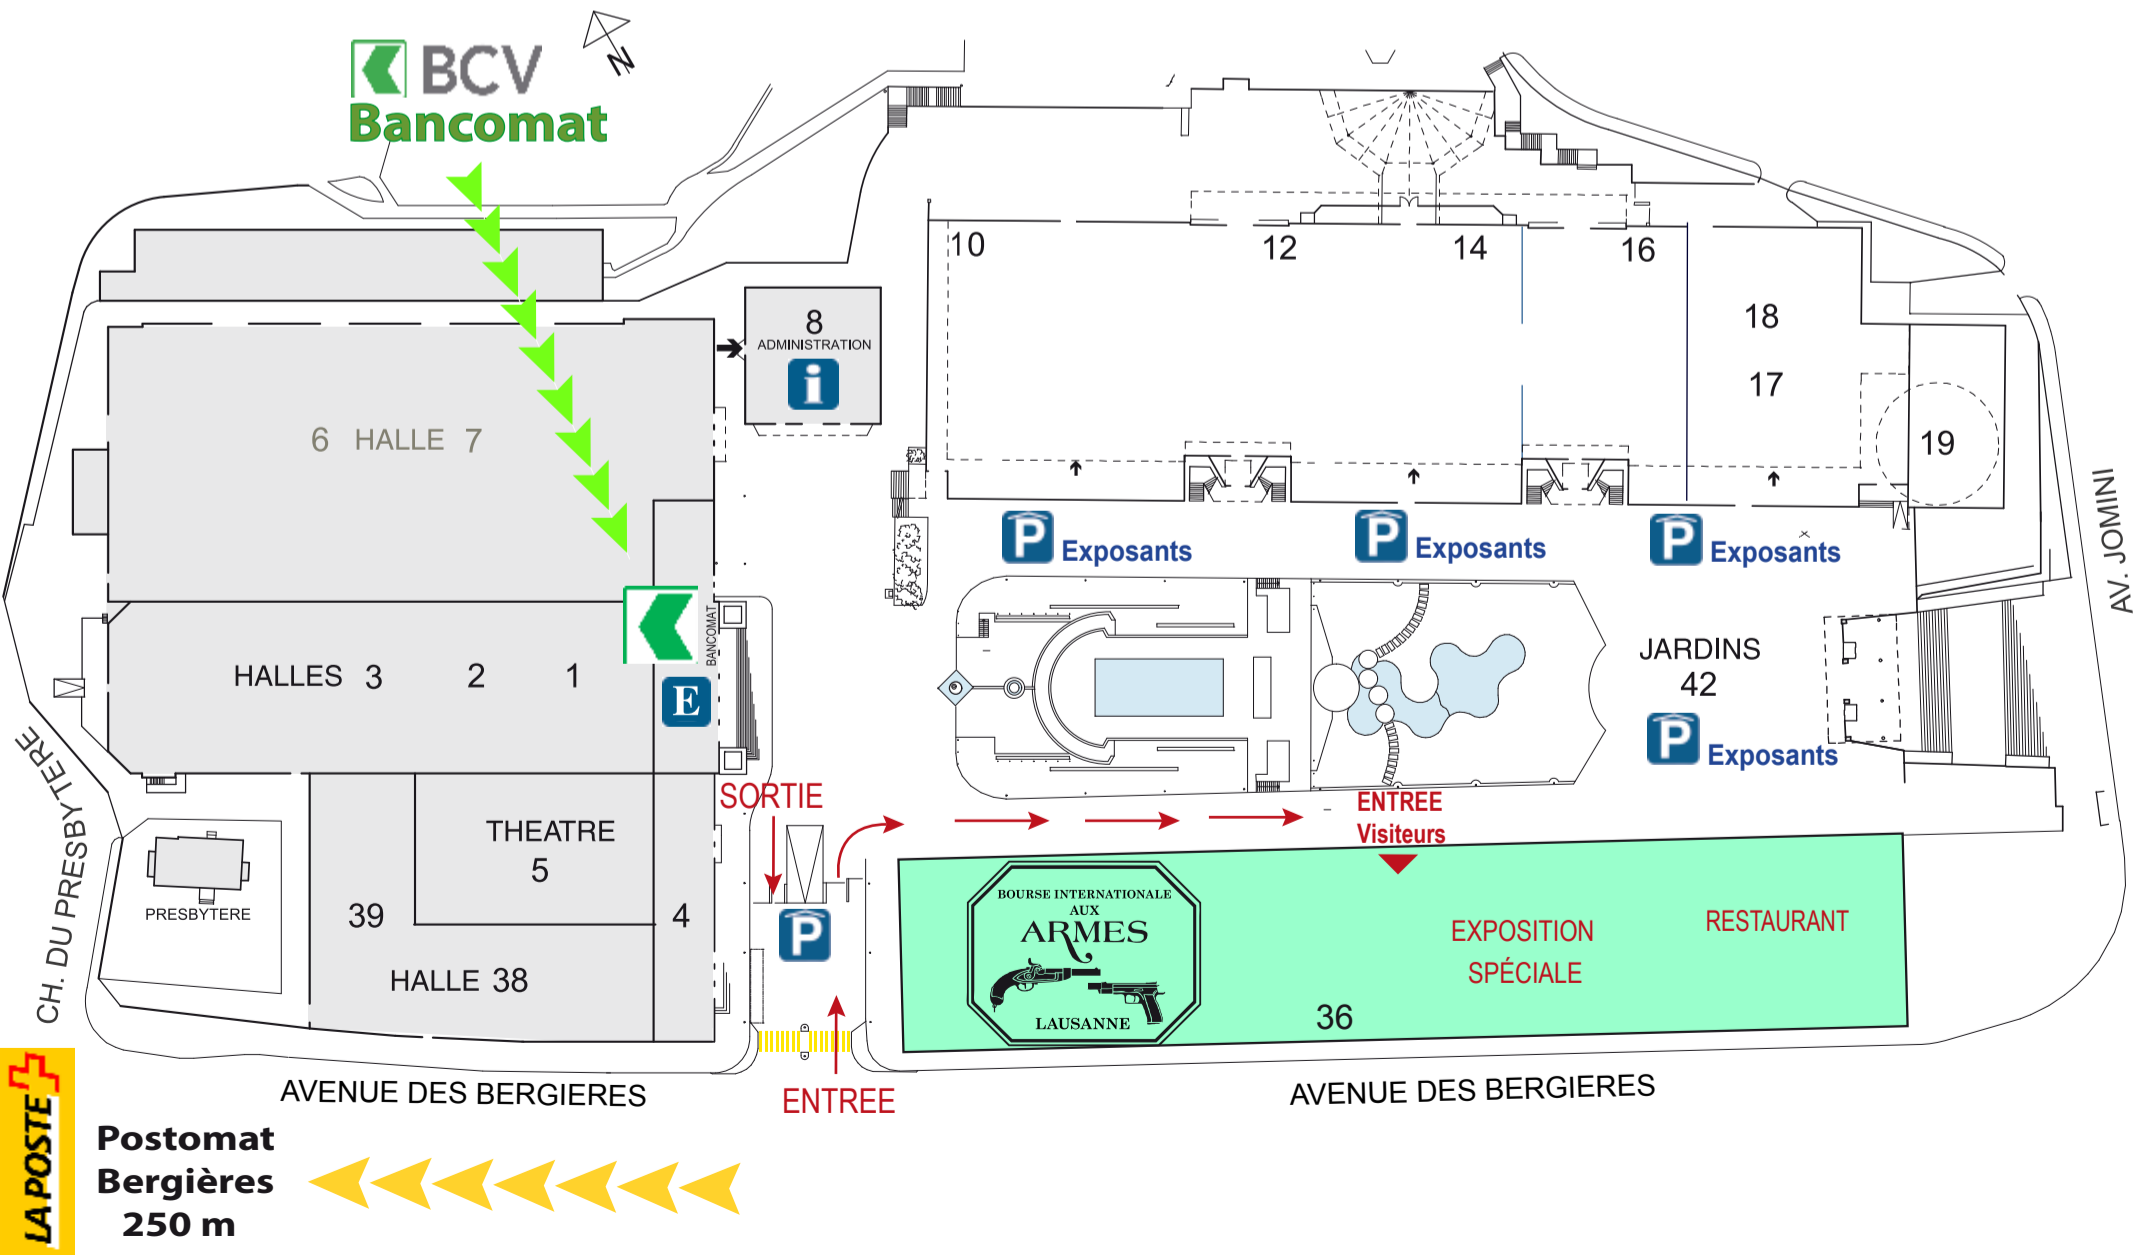 BCV
Bancomat
N
10
12
14
16
8
ADMINISTRATION
i
18
17
19
6 HALLE 7
P Exposants
P Exposants
P Exposants
AV. JOMINI
BANCOMAT
HALLES 3 2 1
E
JARDINS
42
P Exposants
CH. DU PRESBYTERE
SORTIE
ENTREE
Visiteurs
THEATRE
5
PRESBYTERE
39
4
HALLE 38
P
BOURSE INTERNATIONALE
AUX
ARMES
LAUSANNE
EXPOSITION
SPÉCIALE
RESTAURANT
36
AVENUE DES BERGIERES
ENTREE
AVENUE DES BERGIERES
LA POSTE
Postomat
Bergières
250 m